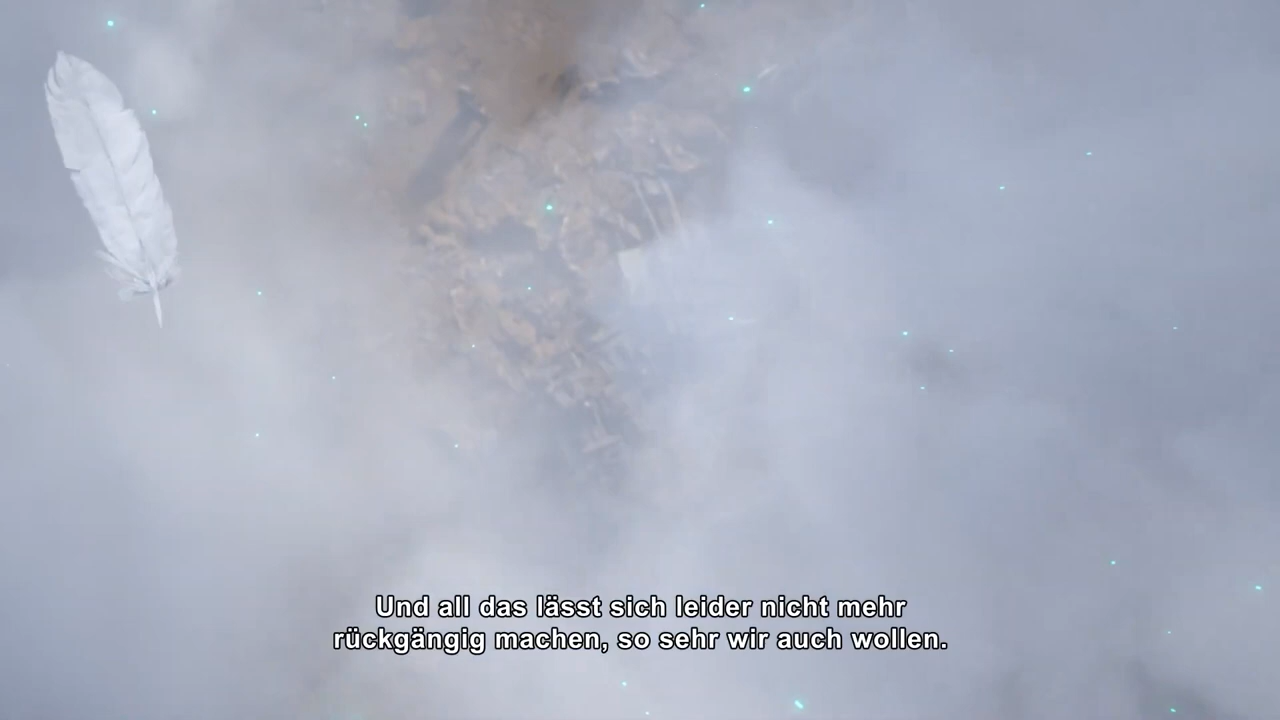 Und all das lässt sich leider nicht mehr
rückgängig machen, so sehr wir auch wollen.